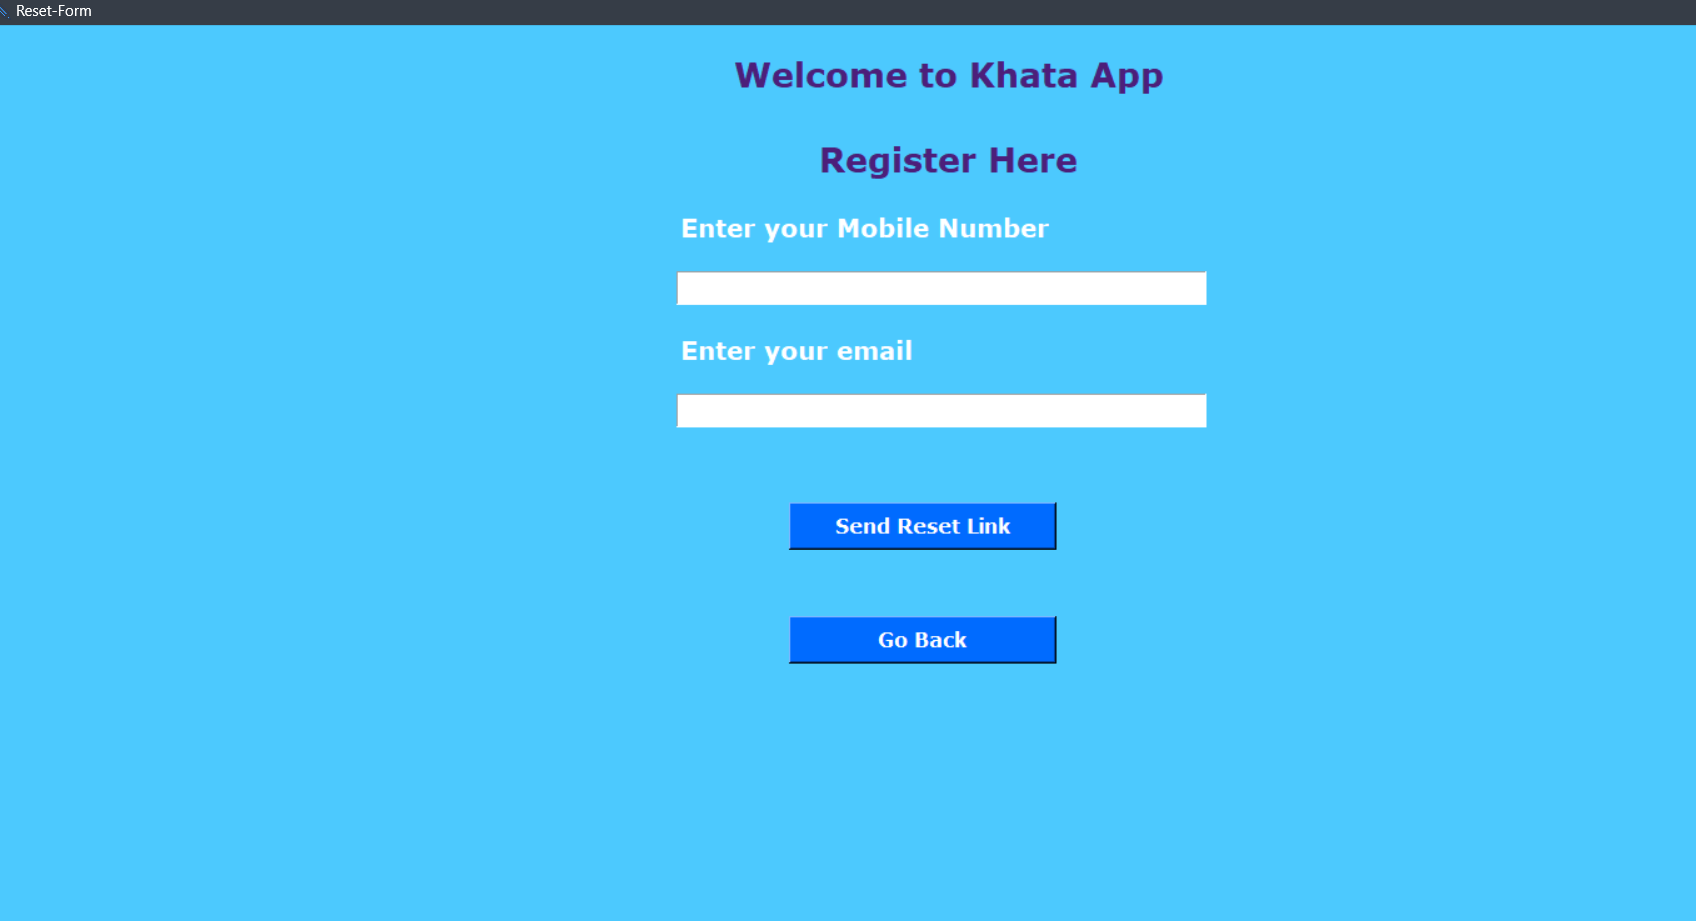 Reset-Form
Welcome to Khata App
Register Here
Enter your Mobile Number
Enter your email
Send Reset Link
Go Back